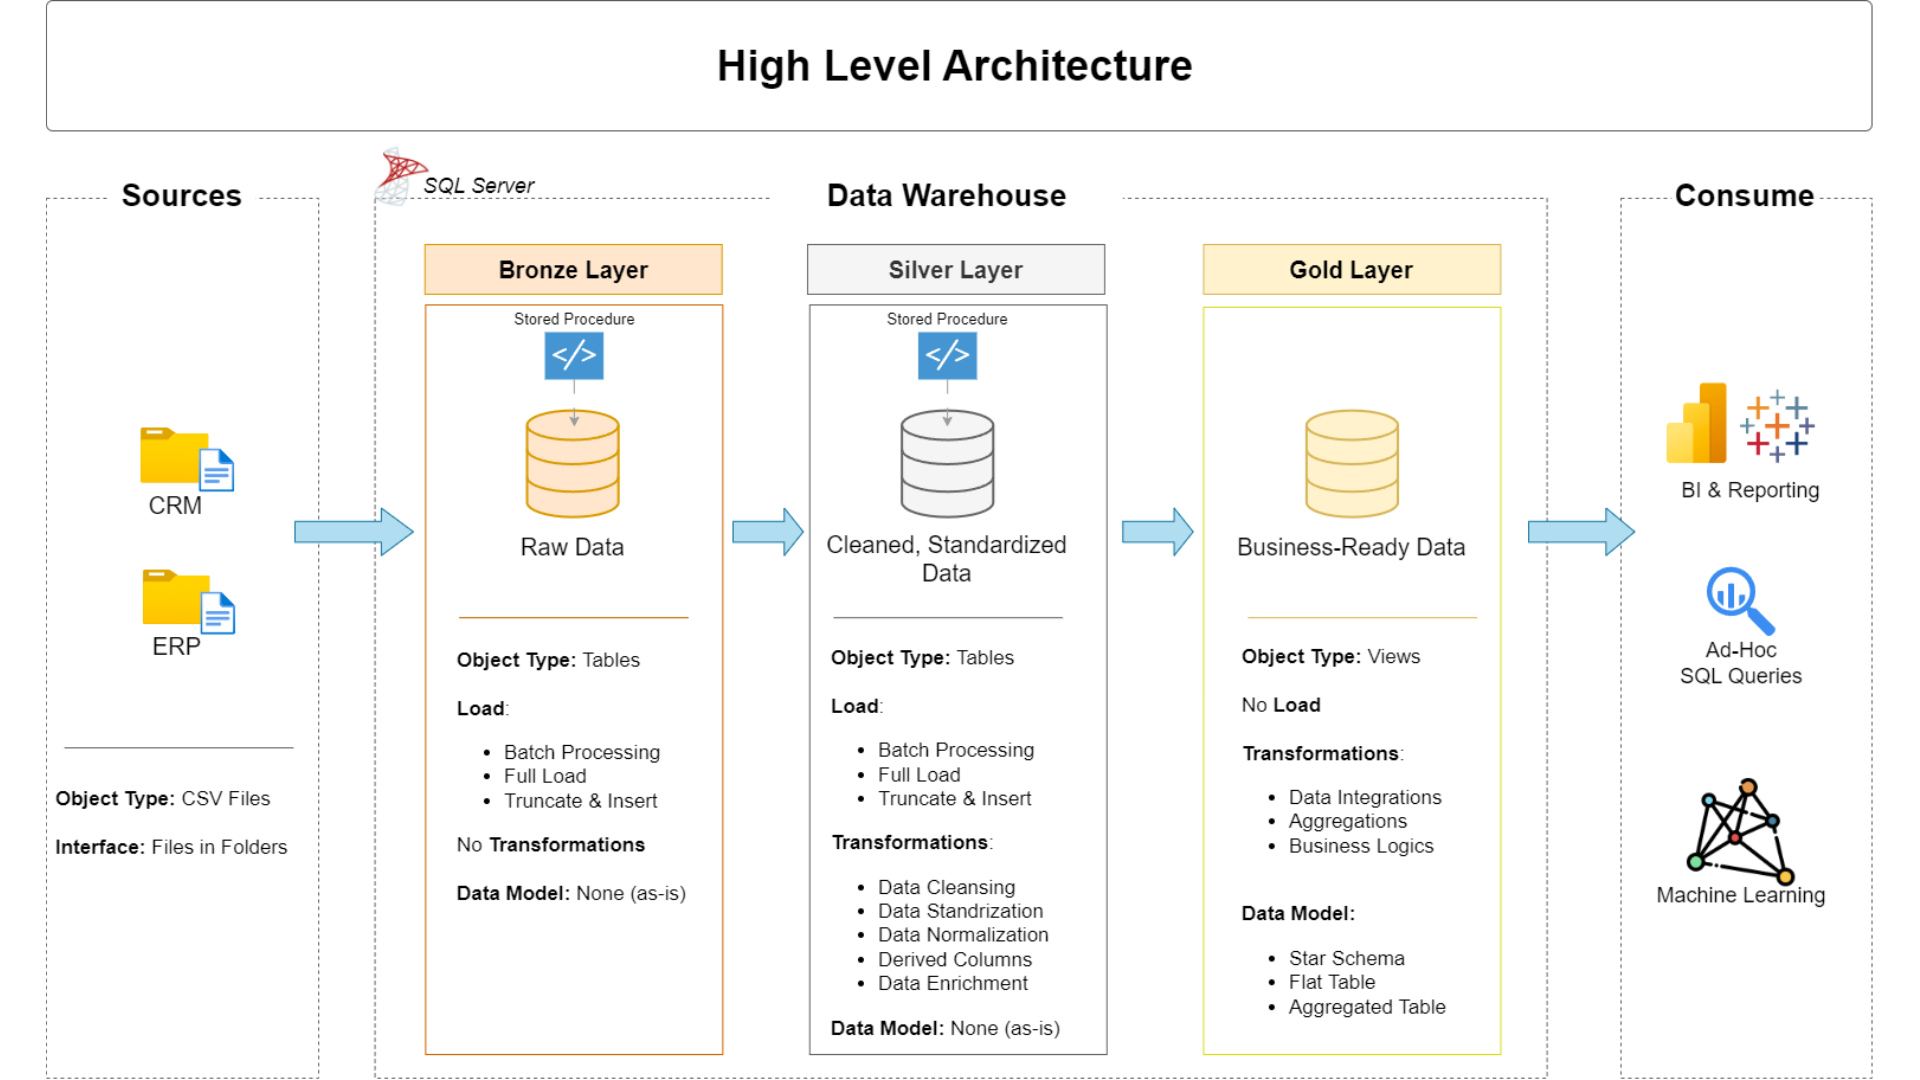 High Level Architecture
Sources
SQL Server
Data Warehouse
Consume
CRM
ERP
Object Type: CSV Files
Interface: Files in Folders
Bronze Layer
Stored Procedure
</>
Raw Data
Object Type: Tables
Load:
• Batch Processing
• Full Load
• Truncate & Insert
No Transformations
Data Model: None (as-is)
Silver Layer
Stored Procedure
</>
Cleaned, Standardized
Data
Object Type: Tables
Load:
• Batch Processing
• Full Load
• Truncate & Insert
Transformations:
• Data Cleansing
• Data Standrization
• Data Normalization
• Derived Columns
• Data Enrichment
Data Model: None (as-is)
Gold Layer
Business-Ready Data
Object Type: Views
No Load
Transformations:
• Data Integrations
• Aggregations
• Business Logics
Data Model:
• Star Schema
• Flat Table
• Aggregated Table
BI & Reporting
Ad-Hoc
SQL Queries
Machine Learning